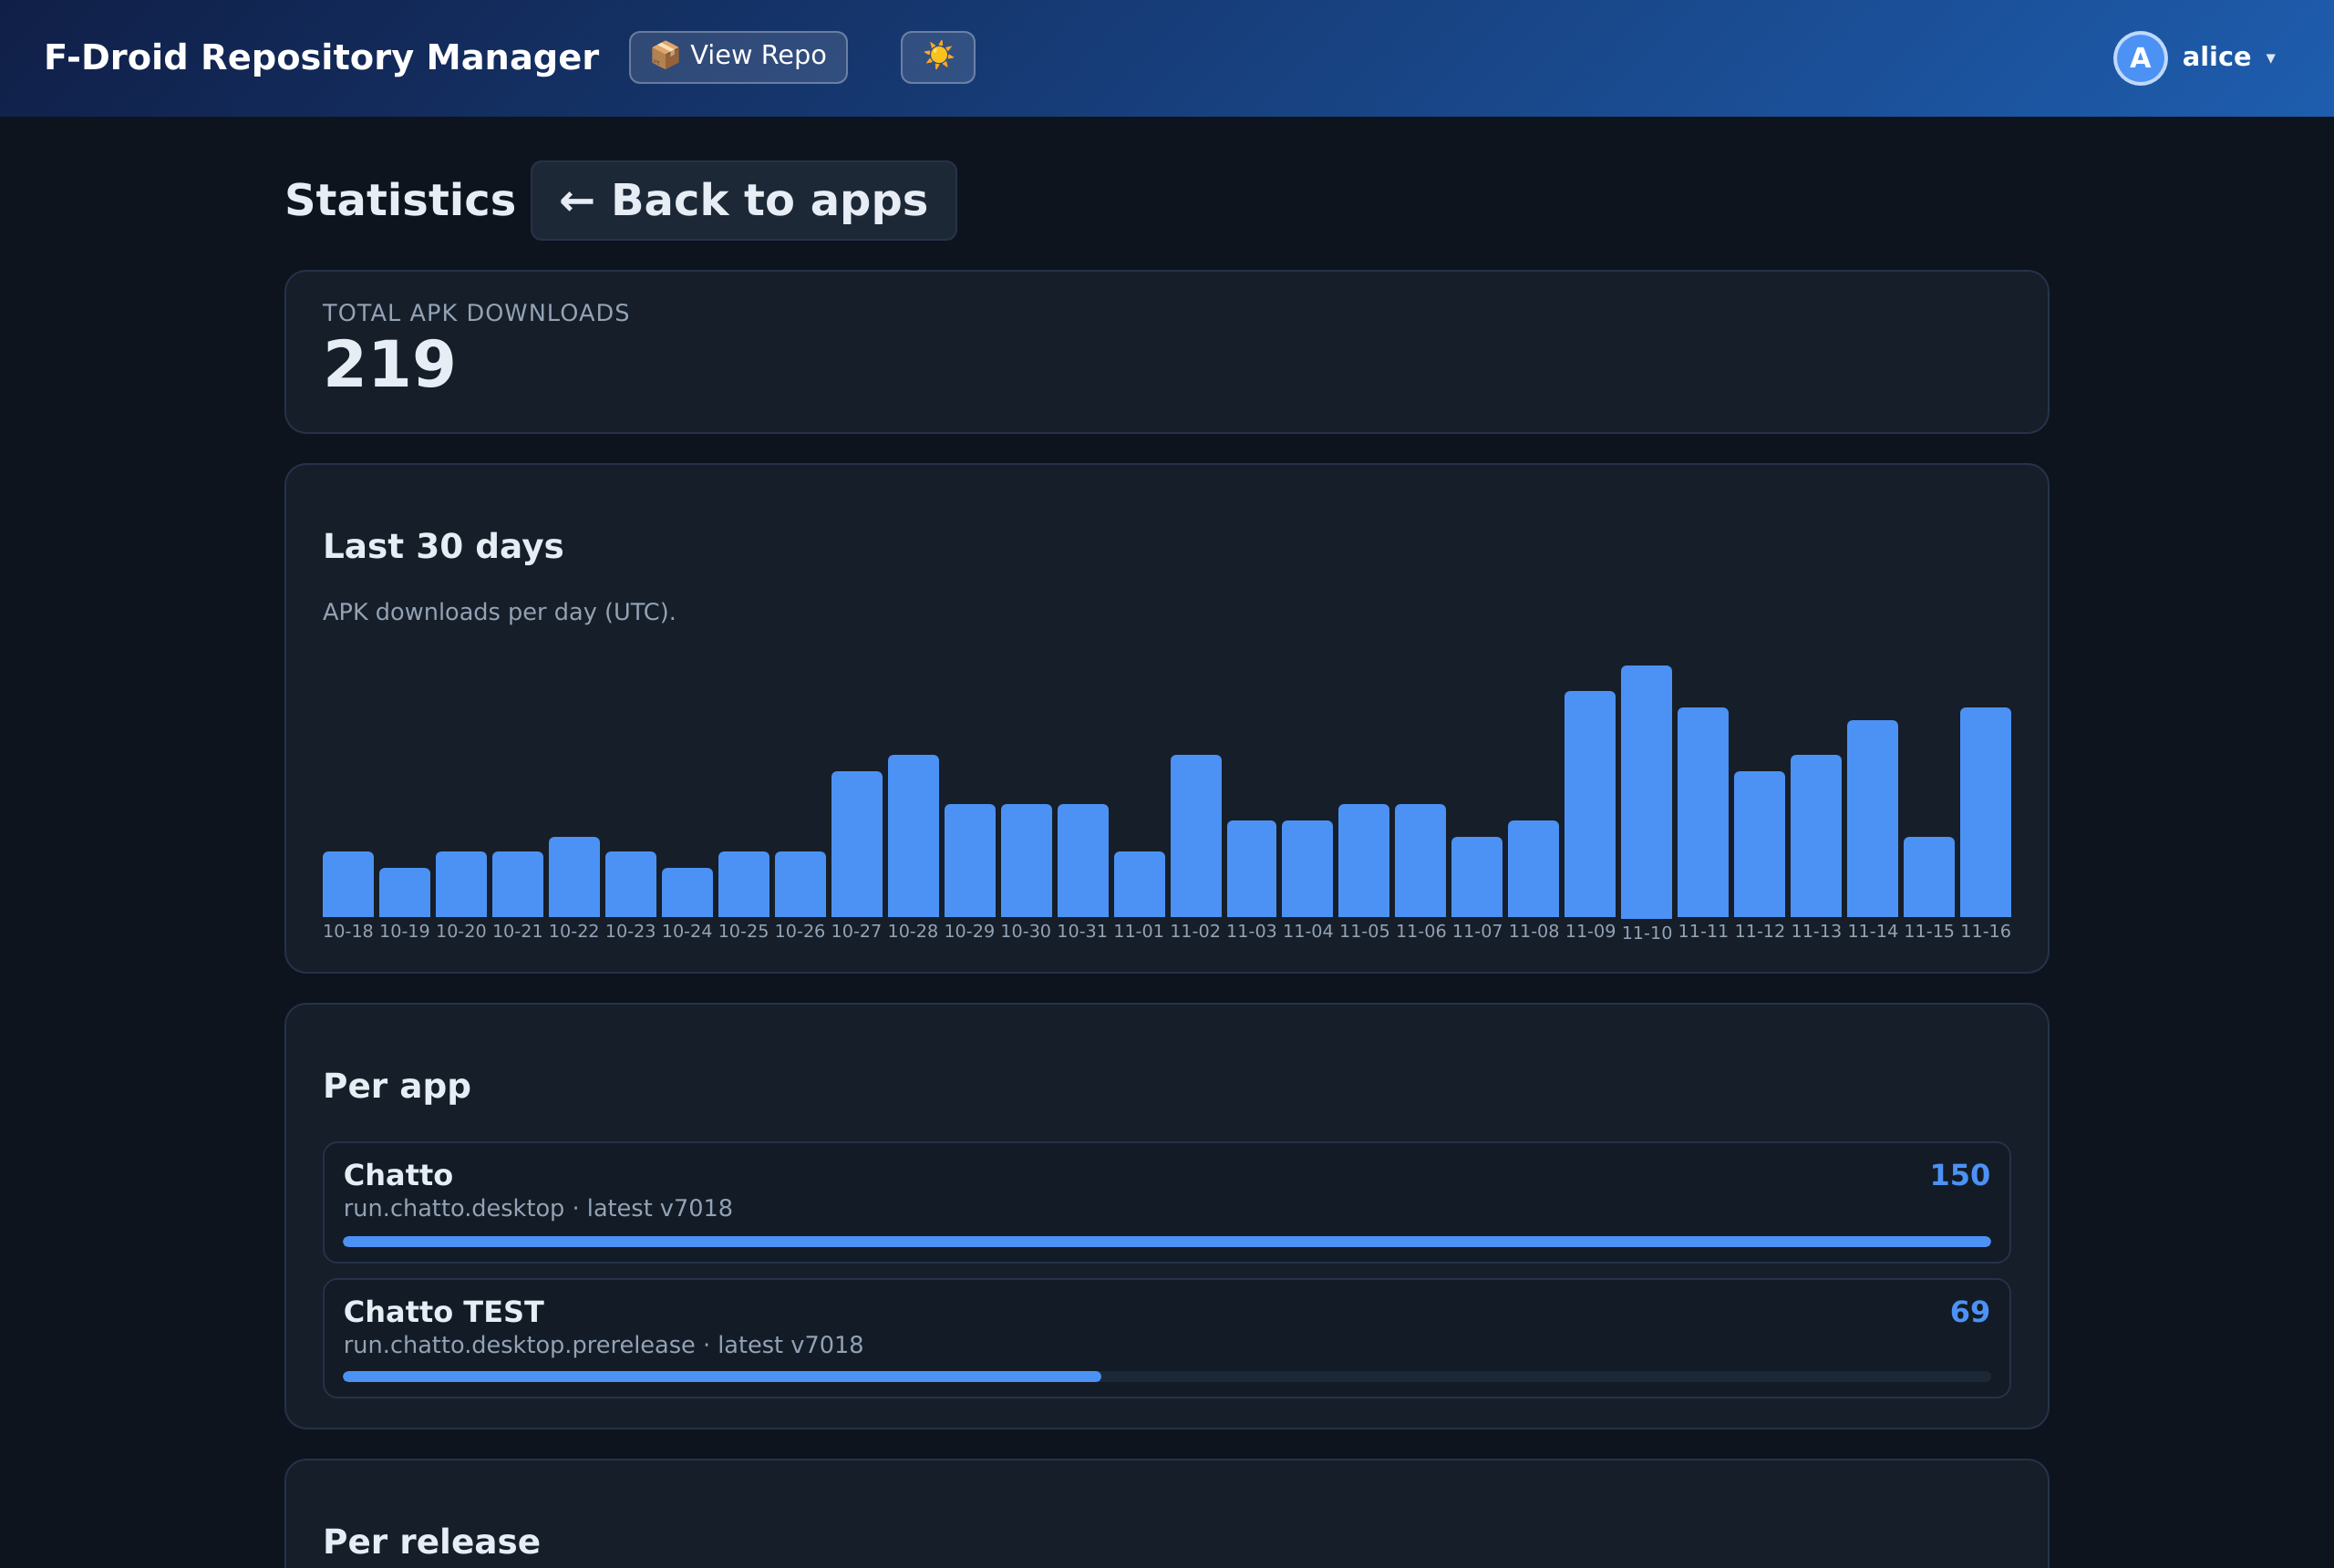 F-Droid Repository Manager
📦 View Repo
☀️
A
alice ▾
Statistics
← Back to apps
TOTAL APK DOWNLOADS
219
Last 30 days
APK downloads per day (UTC).
10-18 10-19 10-20 10-21 10-22 10-23 10-24 10-25 10-26 10-27 10-28 10-29 10-30 10-31 11-01 11-02 11-03 11-04 11-05 11-06 11-07 11-08 11-09 11-10 11-11 11-12 11-13 11-14 11-15 11-16
Per app
Chatto
150
run.chatto.desktop · latest v7018
Chatto TEST
69
run.chatto.desktop.prerelease · latest v7018
Per release